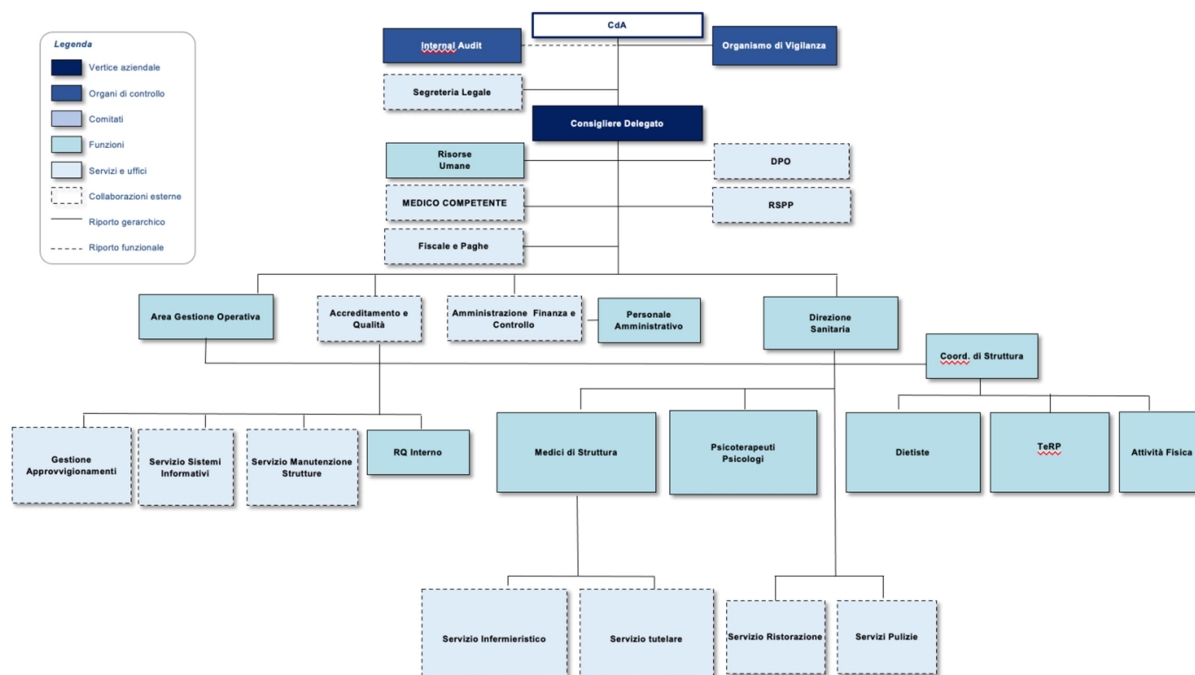 CdA
Internal Audit
Organismo di Vigilanza
Legenda
Vertice aziendale
Organi di controllo
Comitati
Funzioni
Servizi e uffici
Collaborazioni esterne
Riporto gerarchico
Riporto funzionale
Segreteria Legale
Consigliere Delegato
Risorse
Umane
DPO
MEDICO COMPETENTE
RSPP
Fiscale e Paghe
Area Gestione Operativa
Accreditamento e
Qualità
Amministrazione Finanza e
Controllo
Personale
Amministrativo
Direzione
Sanitaria
Coord. di Struttura
Gestione
Approvvigionamenti
Servizio Sistemi
Informativi
Servizio Manutenzione
Strutture
RQ Interno
Medici di Struttura
Psicoterapeuti
Psicologi
Dietiste
TeRP
Attività Fisica
Servizio Infermieristico
Servizio tutelare
Servizio Ristorazione
Servizi Pulizie